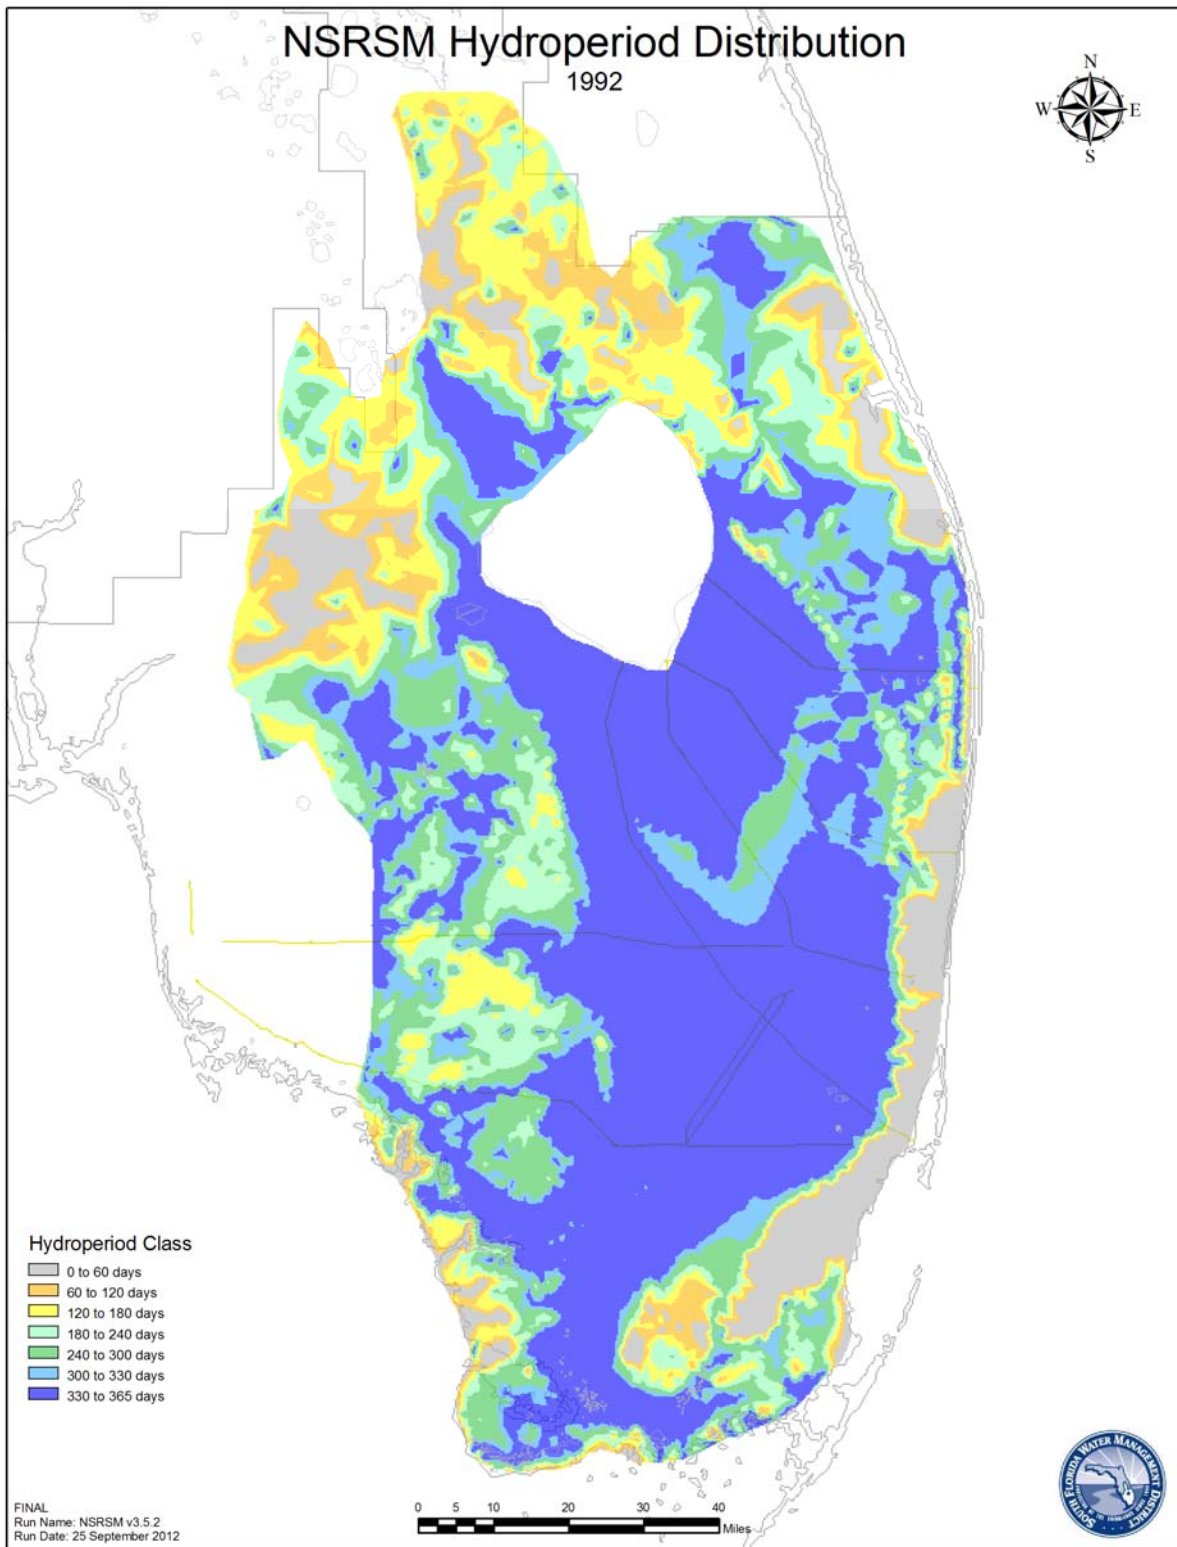 NSRSM Hydroperiod Distribution
1992
N
W E
S
Hydroperiod Class
0 to 60 days
60 to 120 days
120 to 180 days
180 to 240 days
240 to 300 days
300 to 330 days
330 to 365 days
FINAL
Run Name: NSRSM v3.5.2
Run Date: 25 September 2012
0 5 10 20 30 40
Miles
SOUTH FLORIDA WATER MANAGEMENT DISTRICT